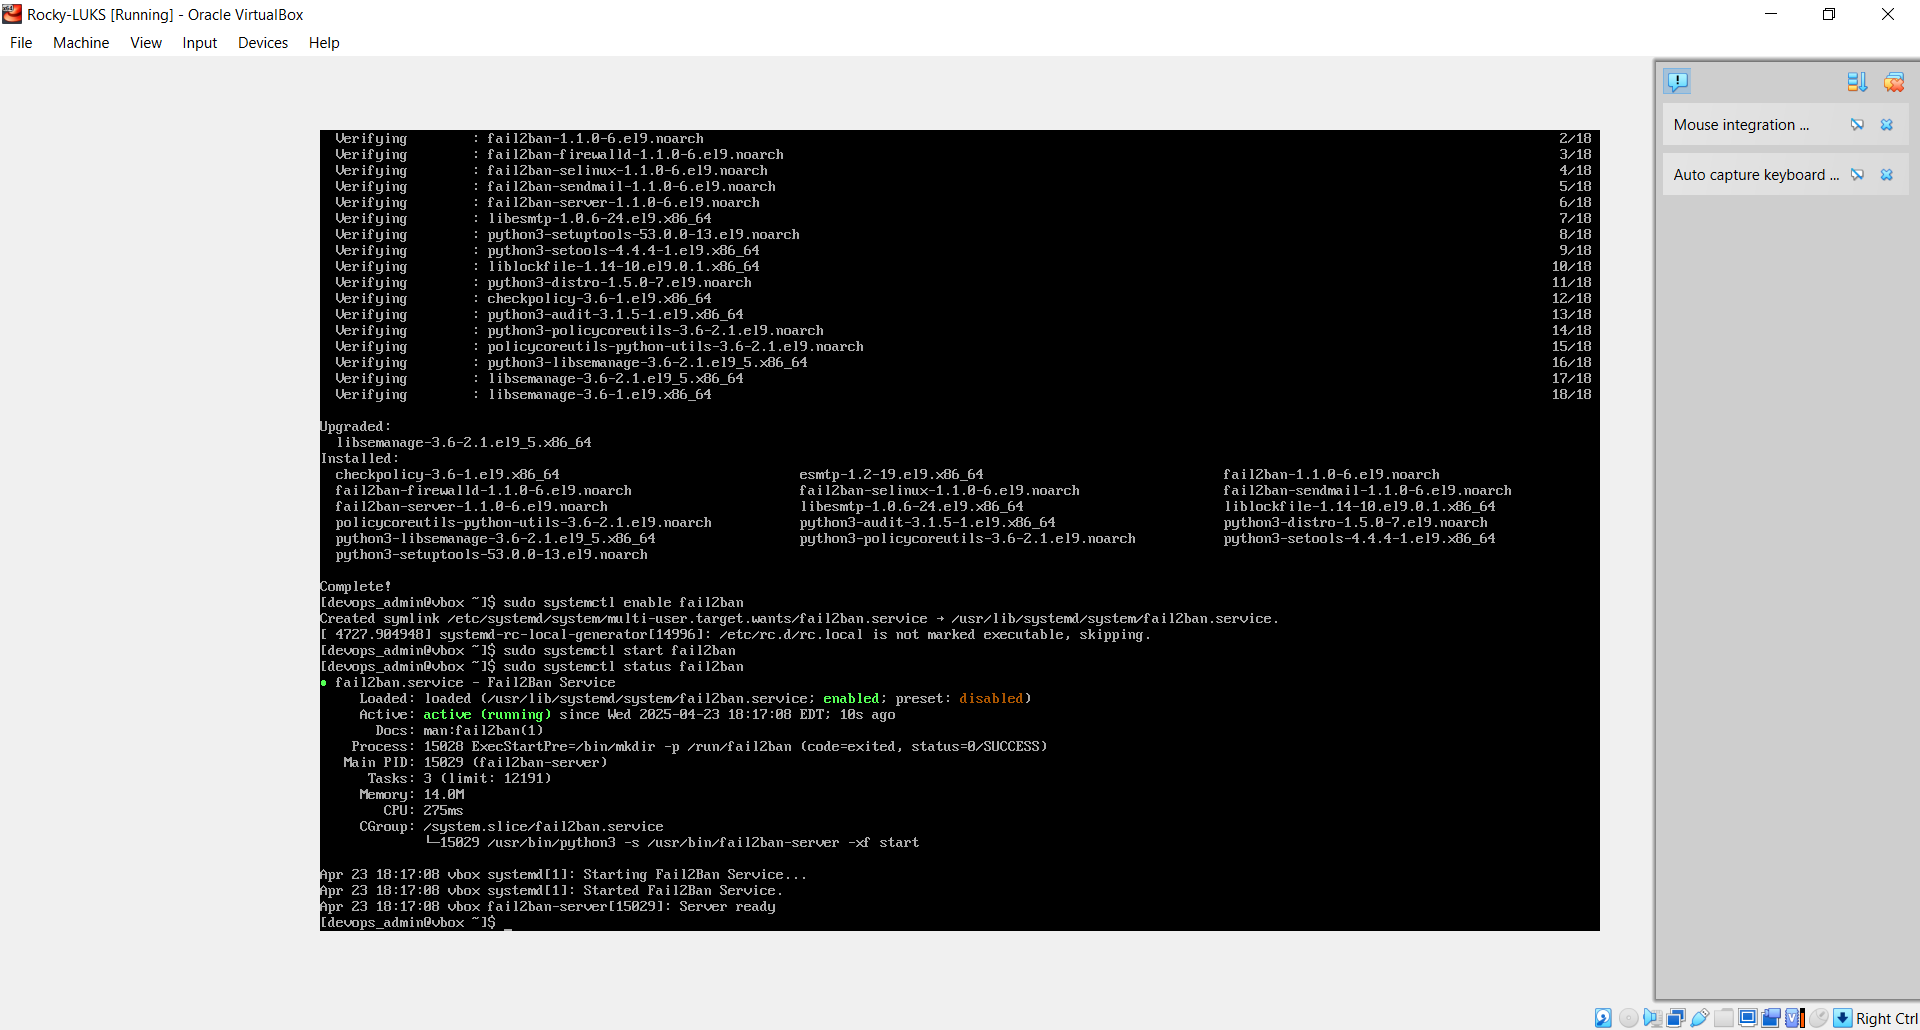 Rocky-LUKS [Running] - Oracle VirtualBox
File Machine View Input Devices Help
Mouse integration ...
Auto capture keyboard ...
Verifying : fail2ban-1.1.0-6.el9.noarch 2/18
Verifying : fail2ban-firewalld-1.1.0-6.el9.noarch 3/18
Verifying : fail2ban-selinux-1.1.0-6.el9.noarch 4/18
Verifying : fail2ban-sendmail-1.1.0-6.el9.noarch 5/18
Verifying : fail2ban-server-1.1.0-6.el9.noarch 6/18
Verifying : libesmtp-1.0.6-24.el9.x86_64 7/18
Verifying : python3-setuptools-53.0.0-13.el9.noarch 8/18
Verifying : python3-setools-4.4.4-1.el9.x86_64 9/18
Verifying : liblockfile-1.14-10.el9.0.1.x86_64 10/18
Verifying : python3-distro-1.5.0-7.el9.noarch 11/18
Verifying : checkpolicy-3.6-1.el9.x86_64 12/18
Verifying : python3-audit-3.1.5-1.el9.x86_64 13/18
Verifying : python3-policycoreutils-3.6-2.1.el9.noarch 14/18
Verifying : policycoreutils-python-utils-3.6-2.1.el9.noarch 15/18
Verifying : python3-libsemanage-3.6-2.1.el9_5.x86_64 16/18
Verifying : libsemanage-3.6-2.1.el9_5.x86_64 17/18
Verifying : libsemanage-3.6-1.el9.x86_64 18/18
Upgraded:
libsemanage-3.6-2.1.el9_5.x86_64
Installed:
checkpolicy-3.6-1.el9.x86_64 esmtp-1.2-19.el9.x86_64 fail2ban-1.1.0-6.el9.noarch
fail2ban-firewalld-1.1.0-6.el9.noarch fail2ban-selinux-1.1.0-6.el9.noarch fail2ban-sendmail-1.1.0-6.el9.noarch
fail2ban-server-1.1.0-6.el9.noarch libesmtp-1.0.6-24.el9.x86_64 liblockfile-1.14-10.el9.0.1.x86_64
policycoreutils-python-utils-3.6-2.1.el9.noarch python3-audit-3.1.5-1.el9.x86_64 python3-distro-1.5.0-7.el9.noarch
python3-libsemanage-3.6-2.1.el9_5.x86_64 python3-policycoreutils-3.6-2.1.el9.noarch python3-setools-4.4.4-1.el9.x86_64
python3-setuptools-53.0.0-13.el9.noarch
Complete!
[devops_admin@vbox ~]$ sudo systemctl enable fail2ban
Created symlink /etc/systemd/system/multi-user.target.wants/fail2ban.service → /usr/lib/systemd/system/fail2ban.service.
[ 4727.904948] systemd-rc-local-generator[14996]: /etc/rc.d/rc.local is not marked executable, skipping.
[devops_admin@vbox ~]$ sudo systemctl start fail2ban
[devops_admin@vbox ~]$ sudo systemctl status fail2ban
● fail2ban.service - Fail2Ban Service
Loaded: loaded (/usr/lib/systemd/system/fail2ban.service; enabled; preset: disabled)
Active: active (running) since Wed 2025-04-23 18:17:08 EDT; 10s ago
Docs: man:fail2ban(1)
Process: 15028 ExecStartPre=/bin/mkdir -p /run/fail2ban (code=exited, status=0/SUCCESS)
Main PID: 15029 (fail2ban-server)
Tasks: 3 (limit: 12191)
Memory: 14.0M
CPU: 275ms
CGroup: /system.slice/fail2ban.service
└─15029 /usr/bin/python3 -s /usr/bin/fail2ban-server -xf start
Apr 23 18:17:08 vbox systemd[1]: Starting Fail2Ban Service...
Apr 23 18:17:08 vbox systemd[1]: Started Fail2Ban Service.
Apr 23 18:17:08 vbox fail2ban-server[15029]: Server ready
[devops_admin@vbox ~]$ _
Right Ctrl